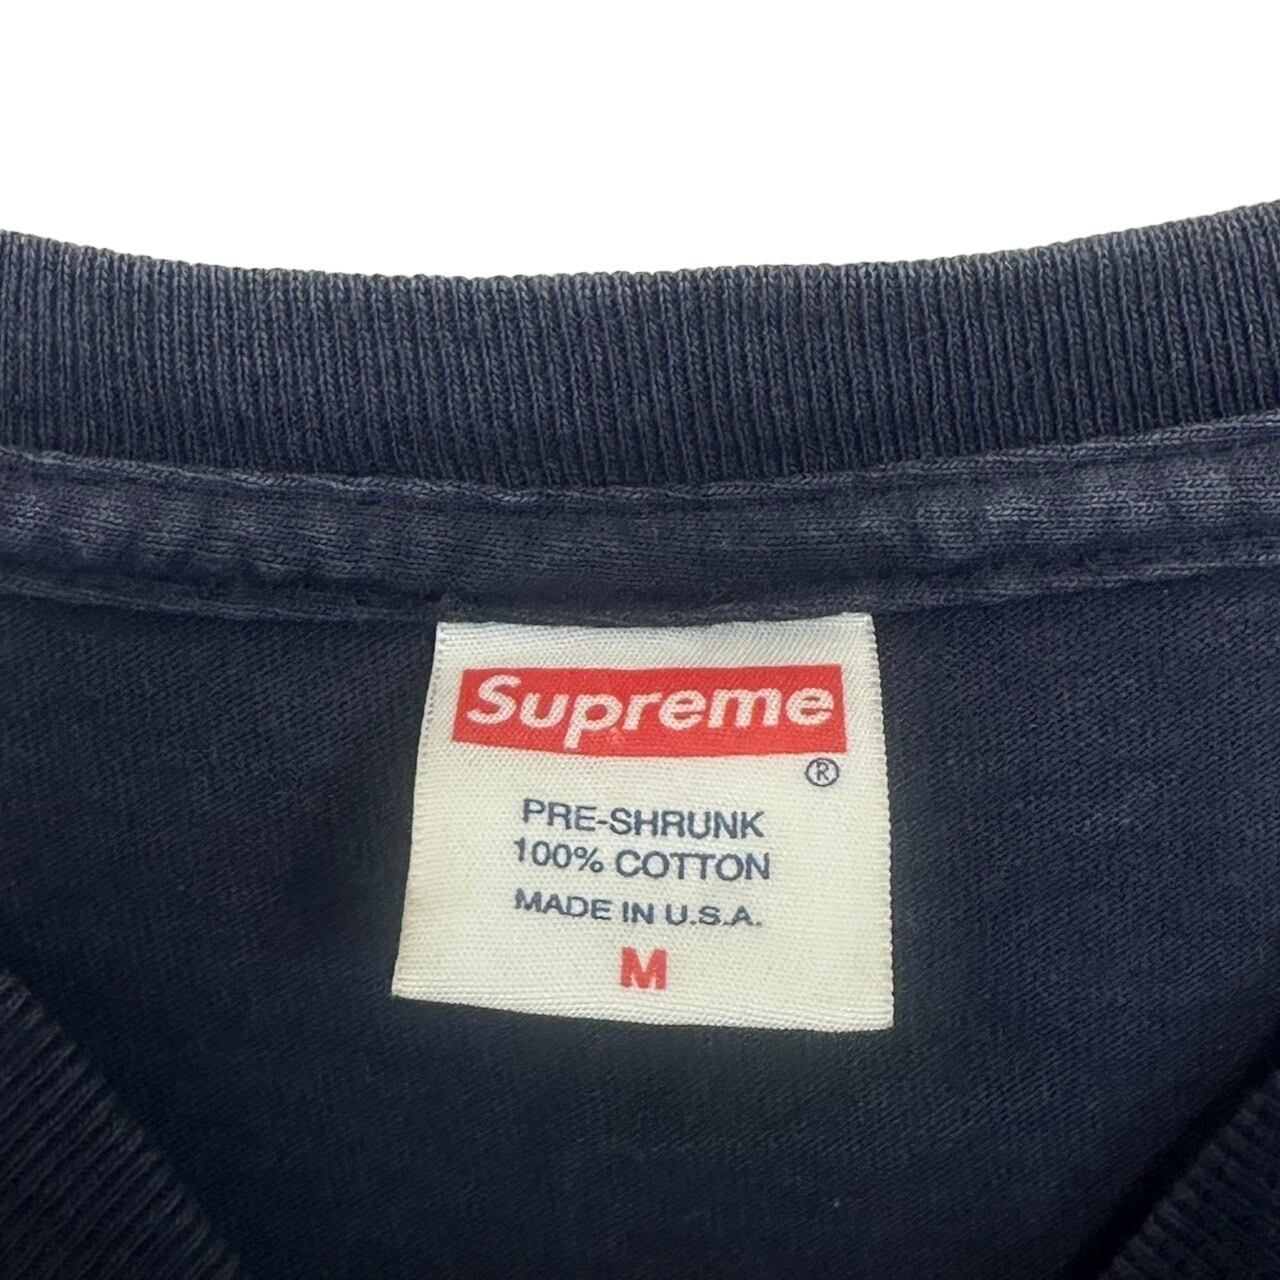 Supreme
®
PRE-SHRUNK
100% COTTON
MADE IN U.S.A.
M